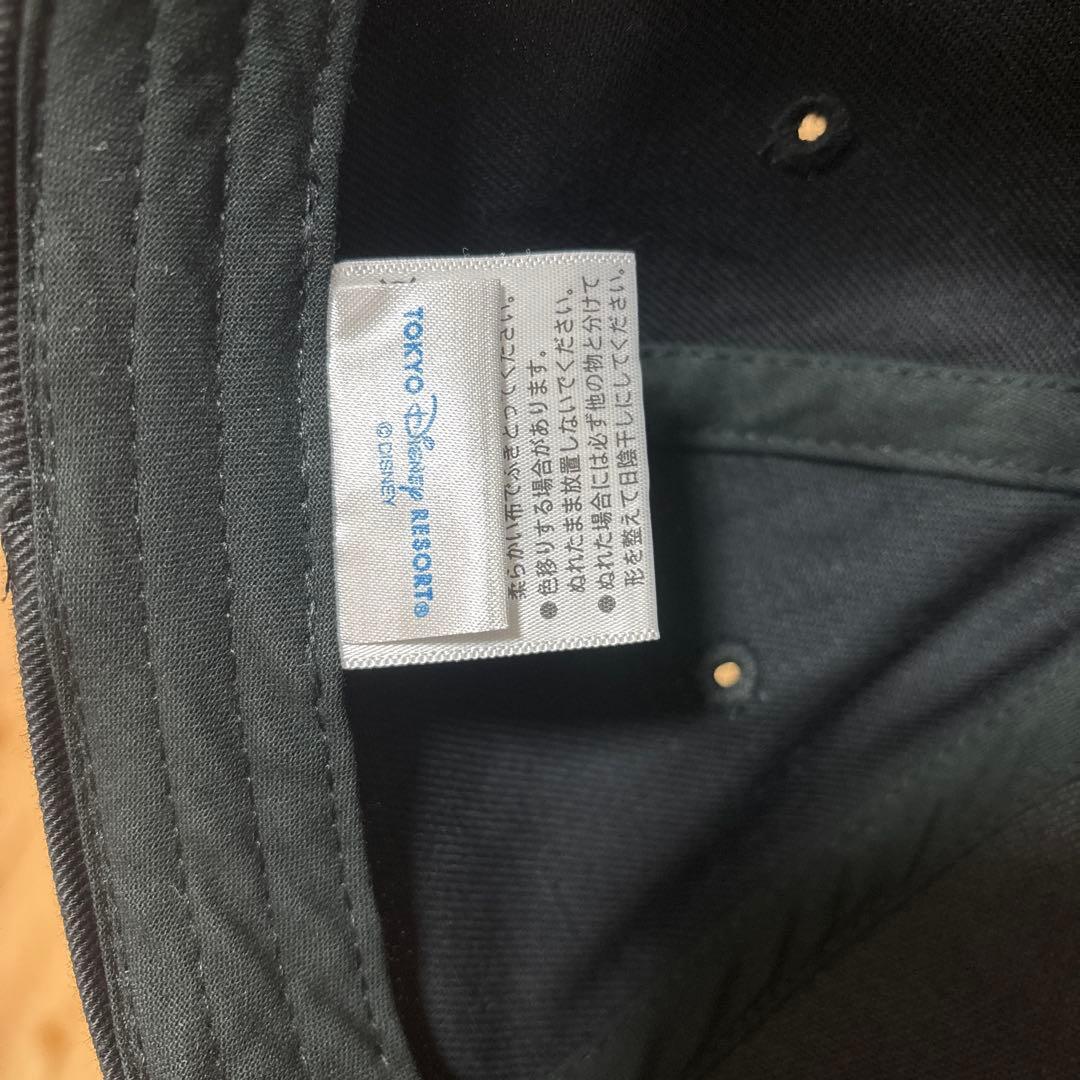 TOKYO Disney RESORT®
© DISNEY
柔らかい布でふきとってください。
●色移りする場合があります。
ぬれたまま放置しないでください。
●ぬれた場合には必ず他の物と分けて
形を整えて日陰干しにしてください。